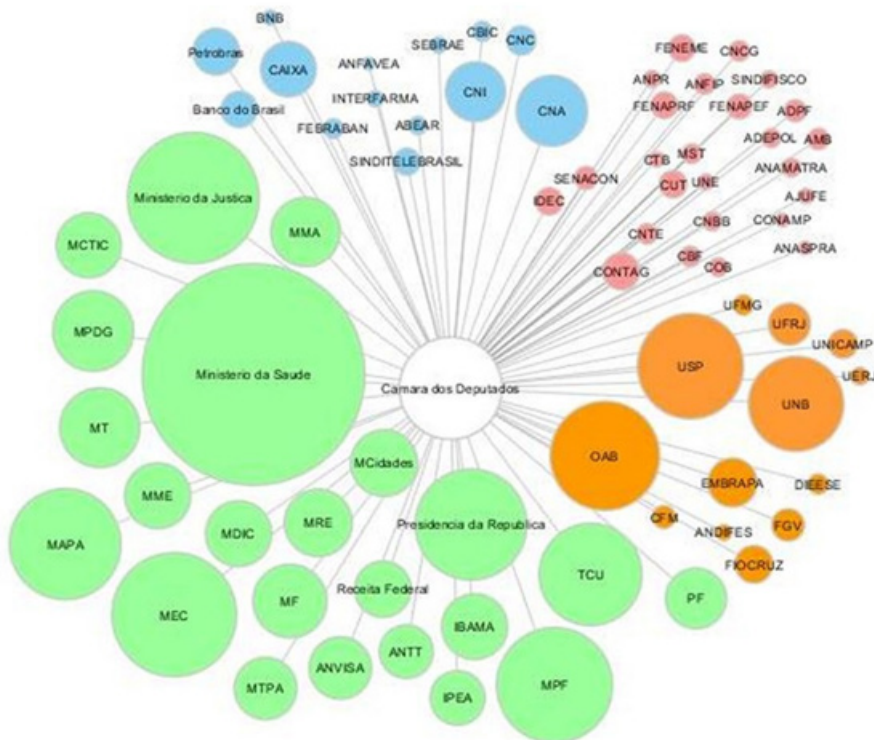 BNB
Petrobras
CAIXA
Banco do Brasil
ANFAVEA
INTERFARMA
FEBRABAN
ABEAR
SINDITELEBRASIL
SEBRAE
CBIC
CNC
CNI
CNA
FENEME
CNCG
ANPR
ANFIP
SINDIFISCO
FENAPRF
FENAPEF
ADPF
ADEPOL
AMB
CTB
MST
ANAMATRA
SENACON
CUT
UNE
AJUFE
IDEC
CNBB
CONAMP
CNTE
CBF
ANASPRA
CONTAG
COB
Ministerio da Justica
MMA
MCTIC
MPDG
Ministerio da Saude
Camara dos Deputados
UFMG
UFRJ
UNICAMP
USP
UERJ
UNB
MT
MCidades
OAB
EMBRAPA
DIEESE
MME
MAPA
MDIC
MRE
Presidencia da Republica
CFM
ANDIFES
FGV
FIOCRUZ
TCU
PF
MEC
MF
Receita Federal
IBAMA
ANTT
ANVISA
MTPA
IPEA
MPF